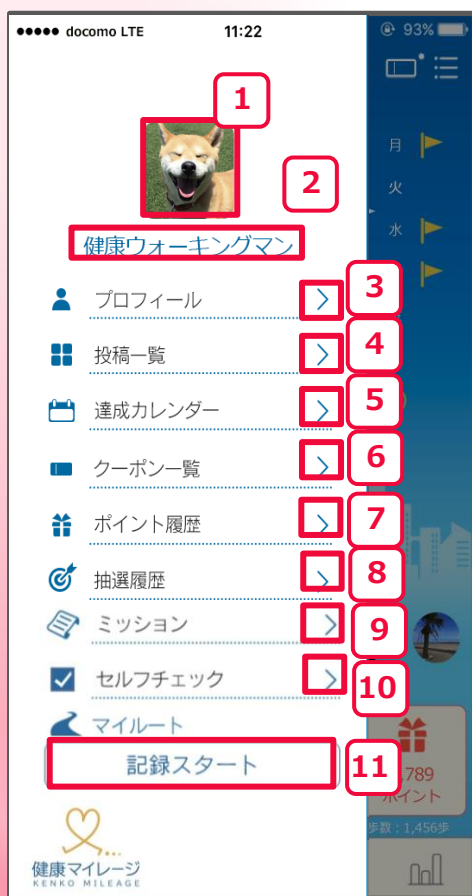 docomo LTE 11:22 93%
1
2
健康ウォーキングマン
プロフィール
3
投稿一覧
4
達成カレンダー
5
クーポン一覧
6
ポイント履歴
7
抽選履歴
8
ミッション
9
セルフチェック
10
マイルート
記録スタート
11
健康マイレージ
KENKO MILEAGE
月
火
水
,789
ポイント
歩数：1,456歩